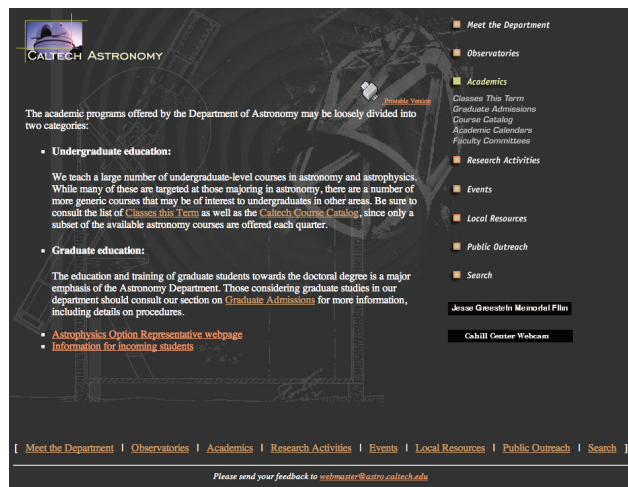 CALTECH ASTRONOMY
Printable Version
The academic programs offered by the Department of Astronomy may be loosely divided into
two categories:
Undergraduate education:
We teach a large number of undergraduate-level courses in astronomy and astrophysics.
While many of these are targeted at those majoring in astronomy, there are a number of
more generic courses that may be of interest to undergraduates in other areas. Be sure to
consult the list of Classes this Term as well as the Caltech Course Catalog, since only a
subset of the available astronomy courses are offered each quarter.
Graduate education:
The education and training of graduate students towards the doctoral degree is a major
emphasis of the Astronomy Department. Those considering graduate studies in our
department should consult our section on Graduate Admissions for more information,
including details on procedures.
Astrophysics Option Representative webpage
Information for incoming students
Meet the Department
Observatories
Academics
Classes This Term
Graduate Admissions
Course Catalog
Academic Calendars
Faculty Committees
Research Activities
Events
Local Resources
Public Outreach
Search
Jesse Greestein Memorial Film
Cahill Center Webcam
[ Meet the Department | Observatories | Academics | Research Activities | Events | Local Resources | Public Outreach | Search ]
Please send your feedback to webmaster@astro.caltech.edu